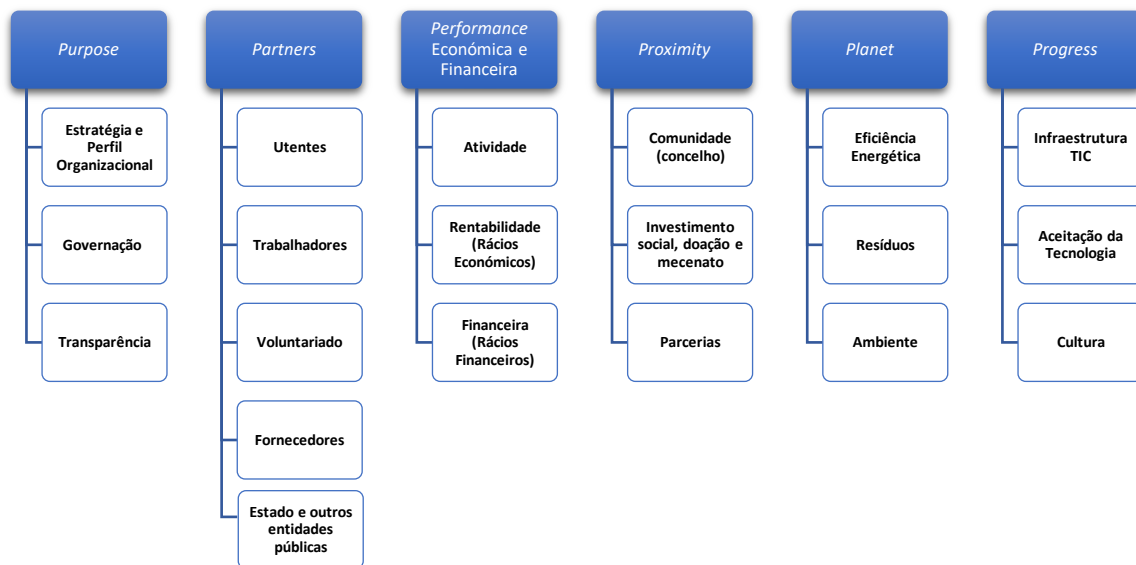 Purpose
Estratégia e
Perfil
Organizacional
Governação
Transparência
Partners
Utentes
Trabalhadores
Voluntariado
Fornecedores
Estado e outros
entidades
públicas
Performance
Económica e
Financeira
Atividade
Rentabilidade
(Rácios
Económicos)
Financeira
(Rácios
Financeiros)
Proximity
Comunidade
(concelho)
Investimento
social, doação e
mecenato
Parcerias
Planet
Eficiência
Energética
Resíduos
Ambiente
Progress
Infraestrutura
TIC
Aceitação da
Tecnologia
Cultura